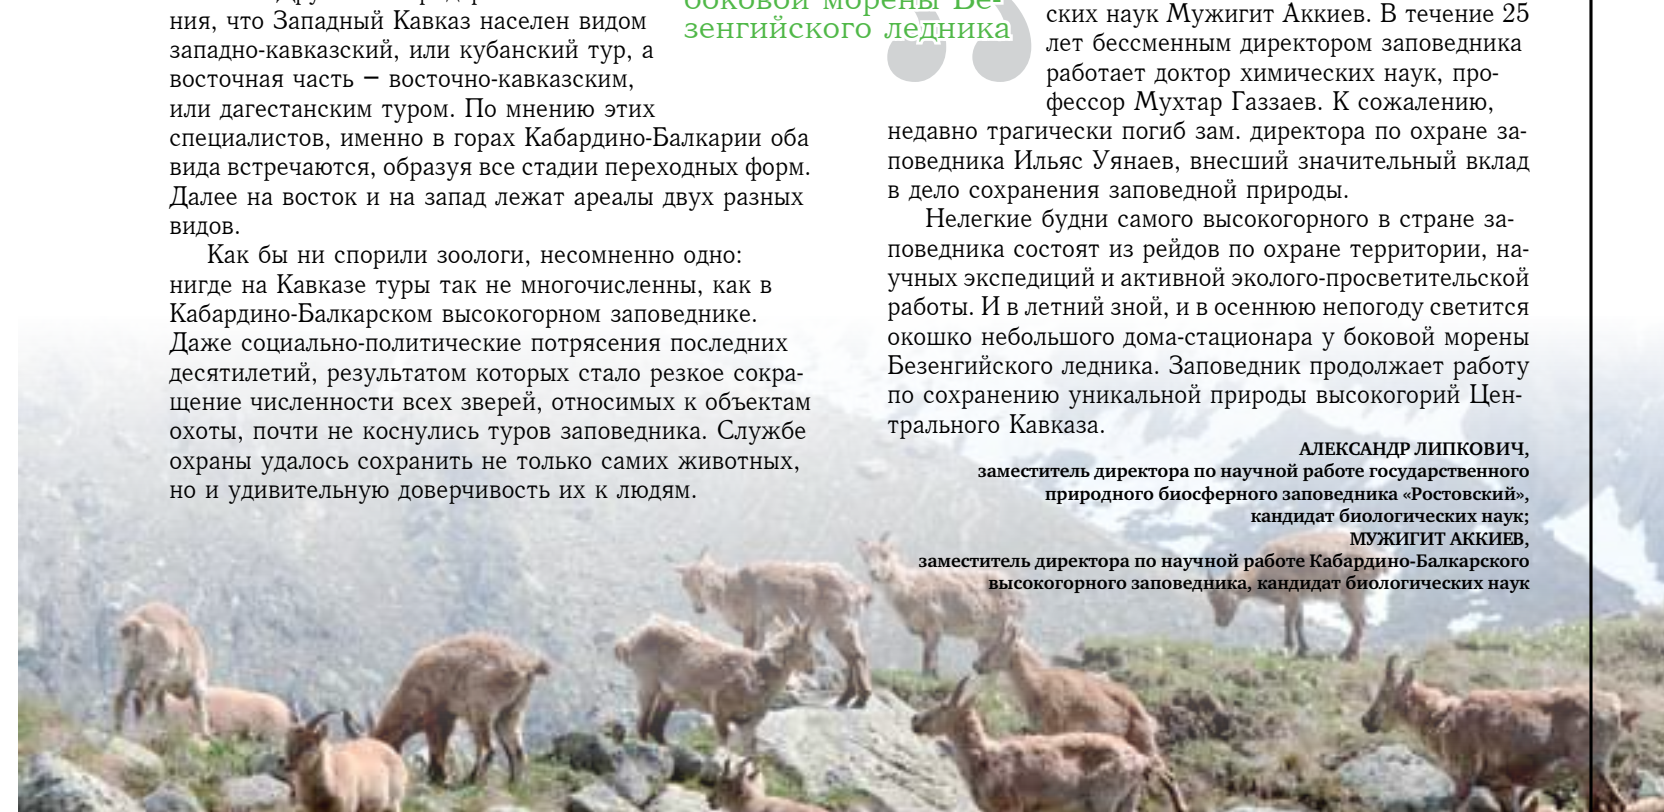 ния, что Западный Кавказ населен видом
западно-кавказский, или кубанский тур, а
восточная часть – восточно-кавказским,
или дагестанским туром. По мнению этих
специалистов, именно в горах Кабардино-Балкарии оба
вида встречаются, образуя все стадии переходных форм.
Далее на восток и на запад лежат ареалы двух разных
видов.
Как бы ни спорили зоологи, несомненно одно:
нигде на Кавказе туры так не многочисленны, как в
Кабардино-Балкарском высокогорном заповеднике.
Даже социально-политические потрясения последних
десятилетий, результатом которых стало резкое сокра-
щение численности всех зверей, относимых к объектам
охоты, почти не коснулись туров заповедника. Службе
охраны удалось сохранить не только самих животных,
но и удивительную доверчивость их к людям.
боковой морены Бе-
зенгийского ледника
ских наук Мужигит Аккиев. В течение 25
лет бессменным директором заповедника
работает доктор химических наук, про-
фессор Мухтар Газзаев. К сожалению,
недавно трагически погиб зам. директора по охране за-
поведника Ильяс Уянаев, внесший значительный вклад
в дело сохранения заповедной природы.
Нелегкие будни самого высокогорного в стране за-
поведника состоят из рейдов по охране территории, на-
учных экспедиций и активной эколого-просветительской
работы. И в летний зной, и в осеннюю непогоду светится
окошко небольшого дома-стационара у боковой морены
Безенгийского ледника. Заповедник продолжает работу
по сохранению уникальной природы высокогорий Цен-
трального Кавказа.
АЛЕКСАНДР ЛИПКОВИЧ,
заместитель директора по научной работе государственного
природного биосферного заповедника «Ростовский»,
кандидат биологических наук;
МУЖИГИТ АККИЕВ,
заместитель директора по научной работе Кабардино-Балкарского
высокогорного заповедника, кандидат биологических наук